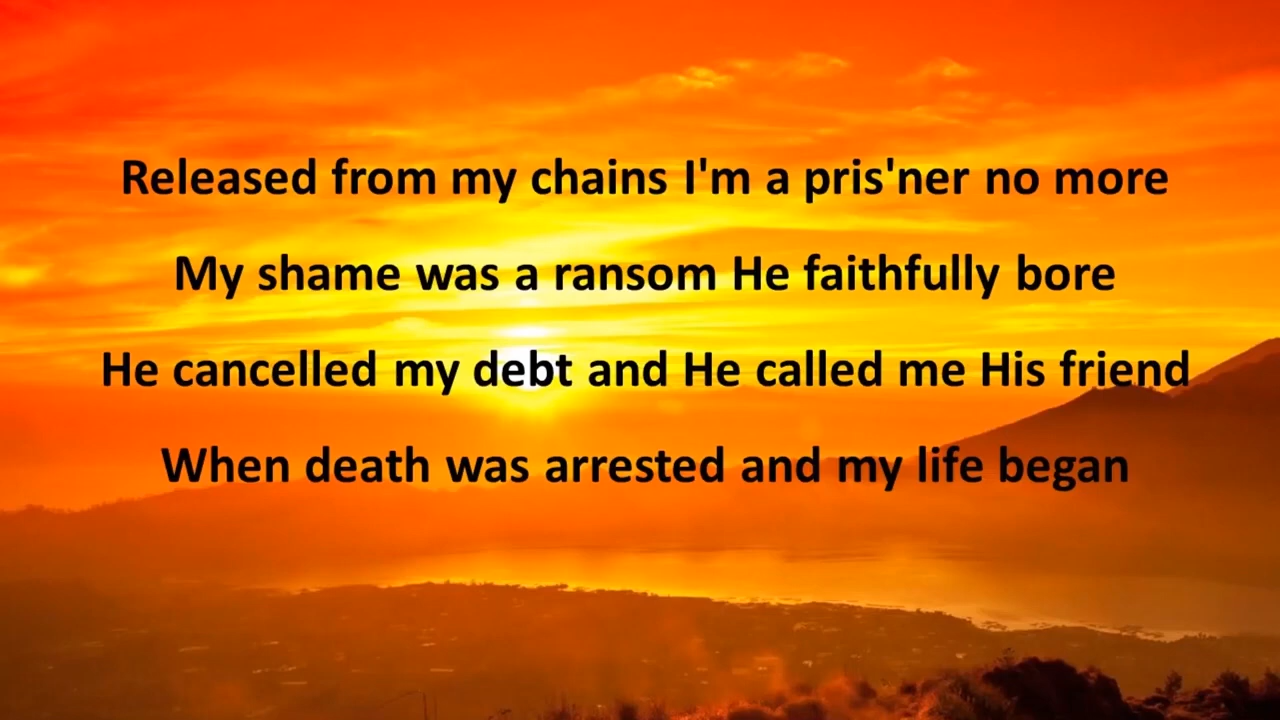 Released from my chains I'm a pris'ner no more
My shame was a ransom He faithfully bore
He cancelled my debt and He called me His friend
When death was arrested and my life began